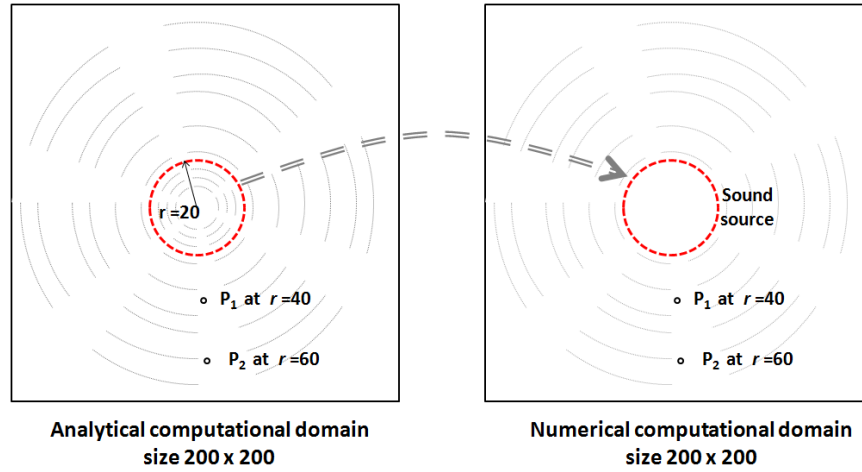 r =20
P1 at r =40
P2 at r =60
Analytical computational domain
size 200 x 200
Sound
source
P1 at r =40
P2 at r =60
Numerical computational domain
size 200 x 200